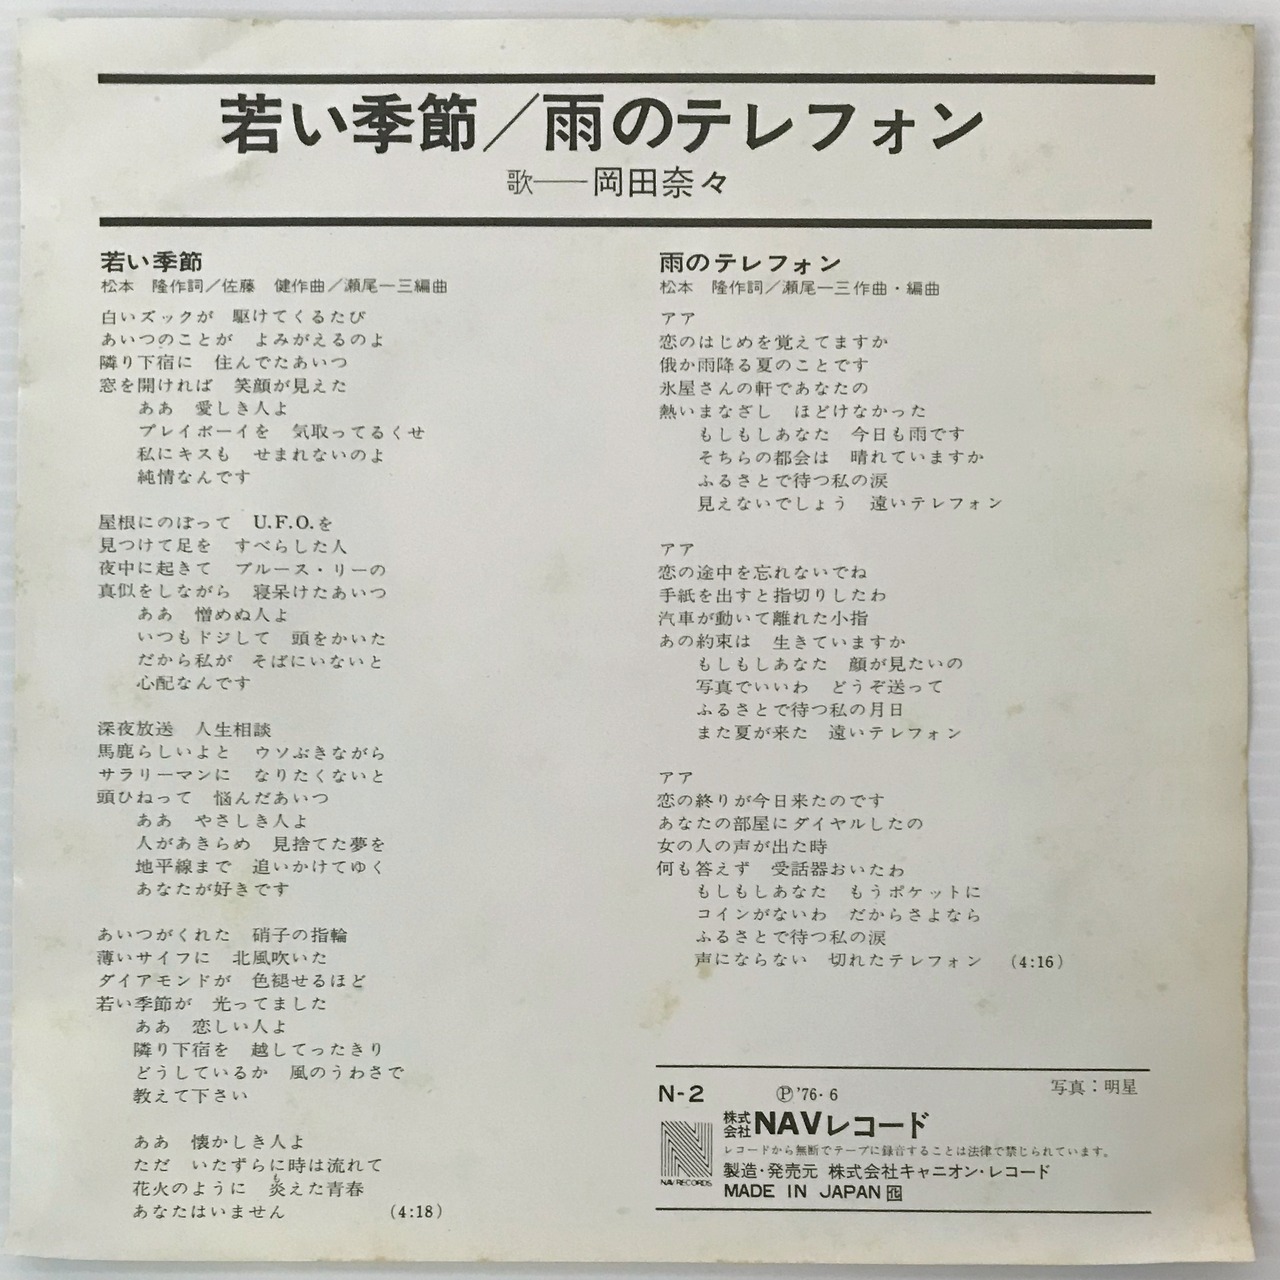 若い季節／雨のテレフォン
歌──岡田奈々
若い季節
松本　隆作詞／佐藤　健作曲／瀬尾一三編曲
白いズックが　駆けてくるたび
あいつのことが　よみがえるのよ
隣り下宿に　住んでたあいつ
窓を開ければ　笑顔が見えた
ああ　愛しき人よ
プレイボーイを　気取ってるくせ
私にキスも　せまれないのよ
純情なんです
屋根にのぼって　U.F.O.を
見つけて足を　すべらした人
夜中に起きて　ブルース・リーの
真似をしながら　寝呆けたあいつ
ああ　憎めぬ人よ
いつもドジして　頭をかいた
だから私が　そばにいないと
心配なんです
深夜放送　人生相談
馬鹿らしいよと　ウソぶきながら
サラリーマンに　なりたくないと
頭ひねって　悩んだあいつ
ああ　やさしき人よ
人があきらめ　見捨てた夢を
地平線まで　追いかけてゆく
あなたが好きです
あいつがくれた　硝子の指輪
薄いサイフに　北風吹いた
ダイアモンドが　色褪せるほど
若い季節が　光ってました
ああ　恋しい人よ
隣り下宿を　越してったきり
どうしているか　風のうわさで
教えて下さい
ああ　懐かしき人よ
ただ　いたずらに時は流れて
も
花火のように　炎えた青春
あなたはいません　（4:18）
雨のテレフォン
松本　隆作詞／瀬尾一三作曲・編曲
アア
恋のはじめを覚えてますか
俄か雨降る夏のことです
氷屋さんの軒であなたの
熱いまなざし　ほどけなかった
もしもしあなた　今日も雨です
そちらの都会は　晴れていますか
ふるさとで待つ私の涙
見えないでしょう　遠いテレフォン
アア
恋の途中を忘れないでね
手紙を出すと指切りしたわ
汽車が動いて離れた小指
あの約束は　生きていますか
もしもしあなた　顔が見たいの
写真でいいわ　どうぞ送って
ふるさとで待つ私の月日
また夏が来た　遠いテレフォン
アア
恋の終りが今日来たのです
あなたの部屋にダイヤルしたの
女の人の声が出た時
何も答えず　受話器おいたわ
もしもしあなた　もうポケットに
コインがないわ　だからさよなら
ふるさとで待つ私の涙
声にならない　切れたテレフォン　（4:16）
N-2　Ⓟ'76・6　写真：明星
株式会社NAVレコード
レコードから無断でテープに録音することは法律で禁じられています。
NAV RECORDS
製造・発売元 株式会社キャニオン・レコード
MADE IN JAPAN